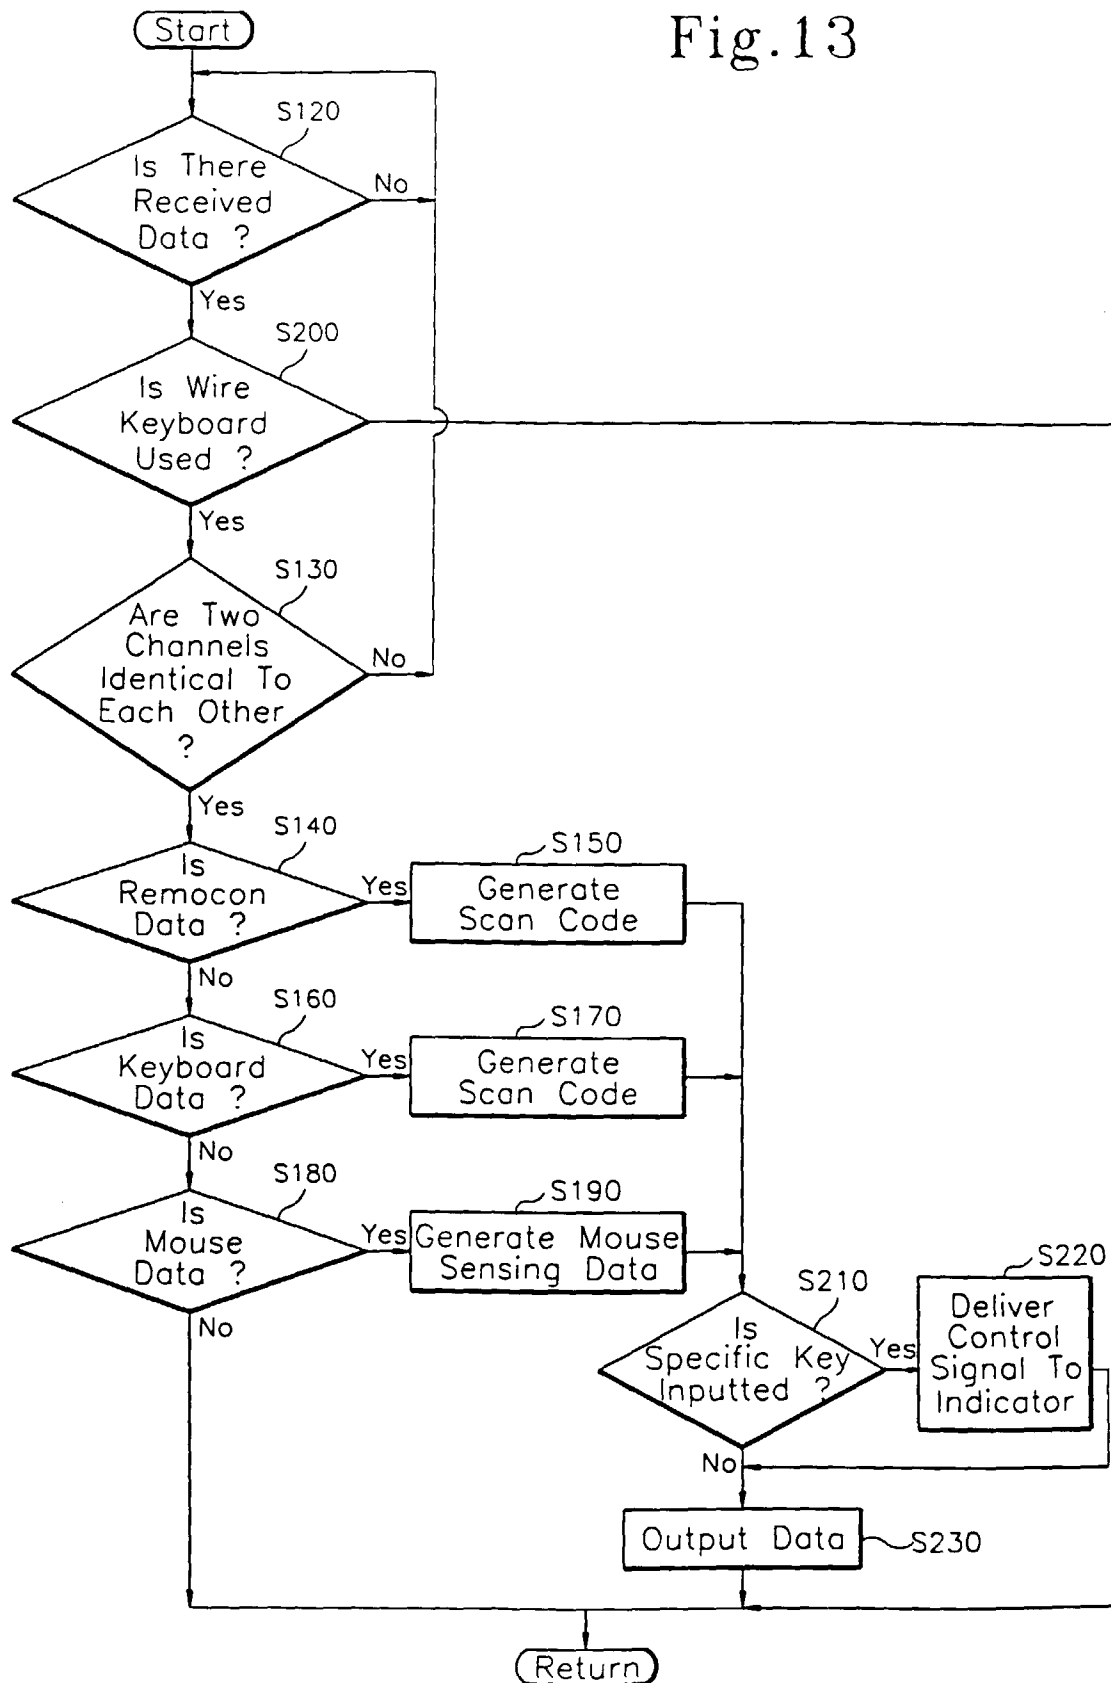 Fig.13
Start
S120
Is There
Received
Data ?
No
Yes
S200
Is Wire
Keyboard
Used ?
Yes
S130
Are Two
Channels
Identical To
Each Other
?
No
Yes
S140
Is
Remocon
Data ?
Yes
S150
Generate
Scan Code
No
S160
Is
Keyboard
Data ?
Yes
S170
Generate
Scan Code
No
S180
Is
Mouse
Data ?
Yes
S190
Generate Mouse
Sensing Data
No
S210
Is
Specific Key
Inputted ?
Yes
S220
Deliver
Control
Signal To
Indicator
No
Output Data
S230
Return